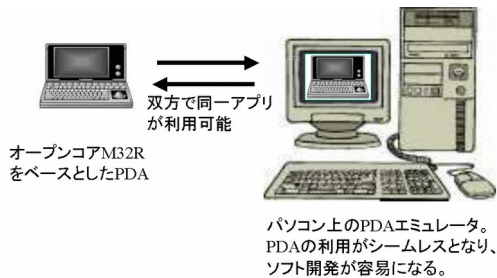 双方で同一アプリ
が利用可能
オープンコアM32R
をベースとしたPDA
パソコン上のPDAエミュレータ。
PDAの利用がシームレスとなり、
ソフト開発が容易になる。